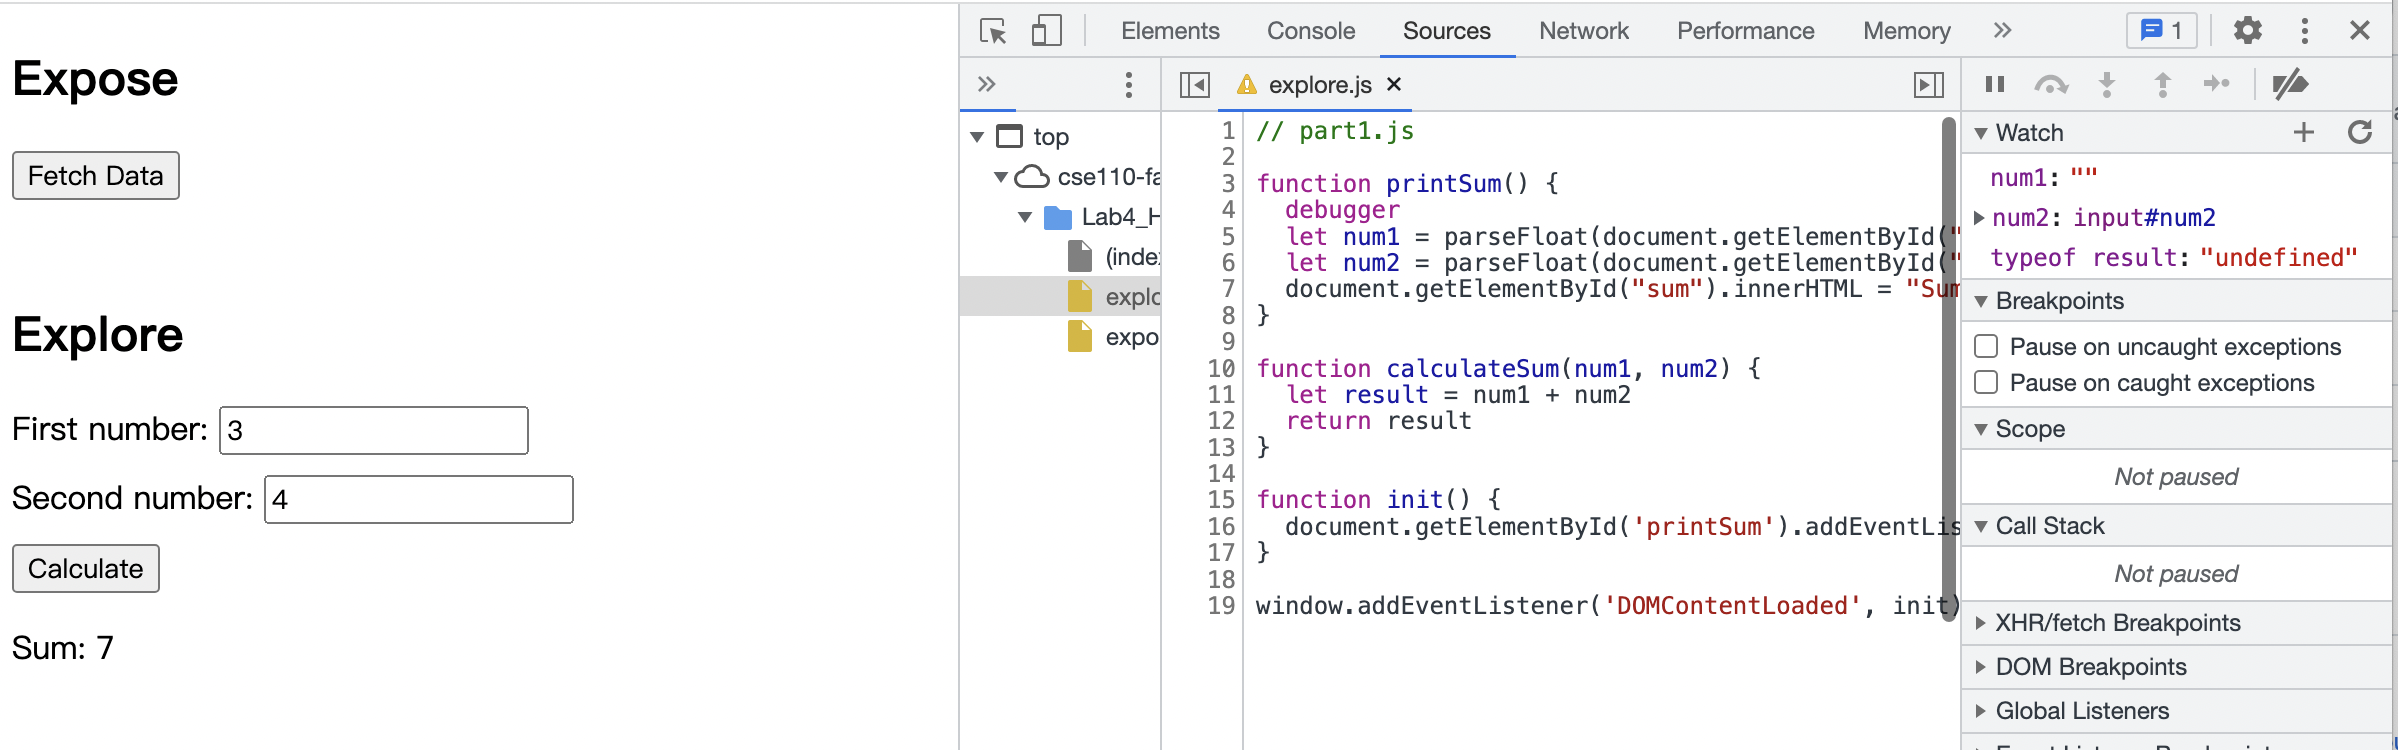 Expose
Fetch Data
Explore
First number: 3
Second number: 4
Calculate
Sum: 7
Elements Console Sources Network Performance Memory 1
explore.js
top
cse110-fa
Lab4_H
(inde
explo
expo
1 // part1.js
2
3 function printSum() {
4 debugger
5 let num1 = parseFloat(document.getElementById("
6 let num2 = parseFloat(document.getElementById("
7 document.getElementById("sum").innerHTML = "Sum
8 }
9
10 function calculateSum(num1, num2) {
11 let result = num1 + num2
12 return result
13 }
14
15 function init() {
16 document.getElementById('printSum').addEventLis
17 }
18
19 window.addEventListener('DOMContentLoaded', init)
Watch
num1: ""
num2: input#num2
typeof result: "undefined"
Breakpoints
Pause on uncaught exceptions
Pause on caught exceptions
Scope
Not paused
Call Stack
Not paused
XHR/fetch Breakpoints
DOM Breakpoints
Global Listeners